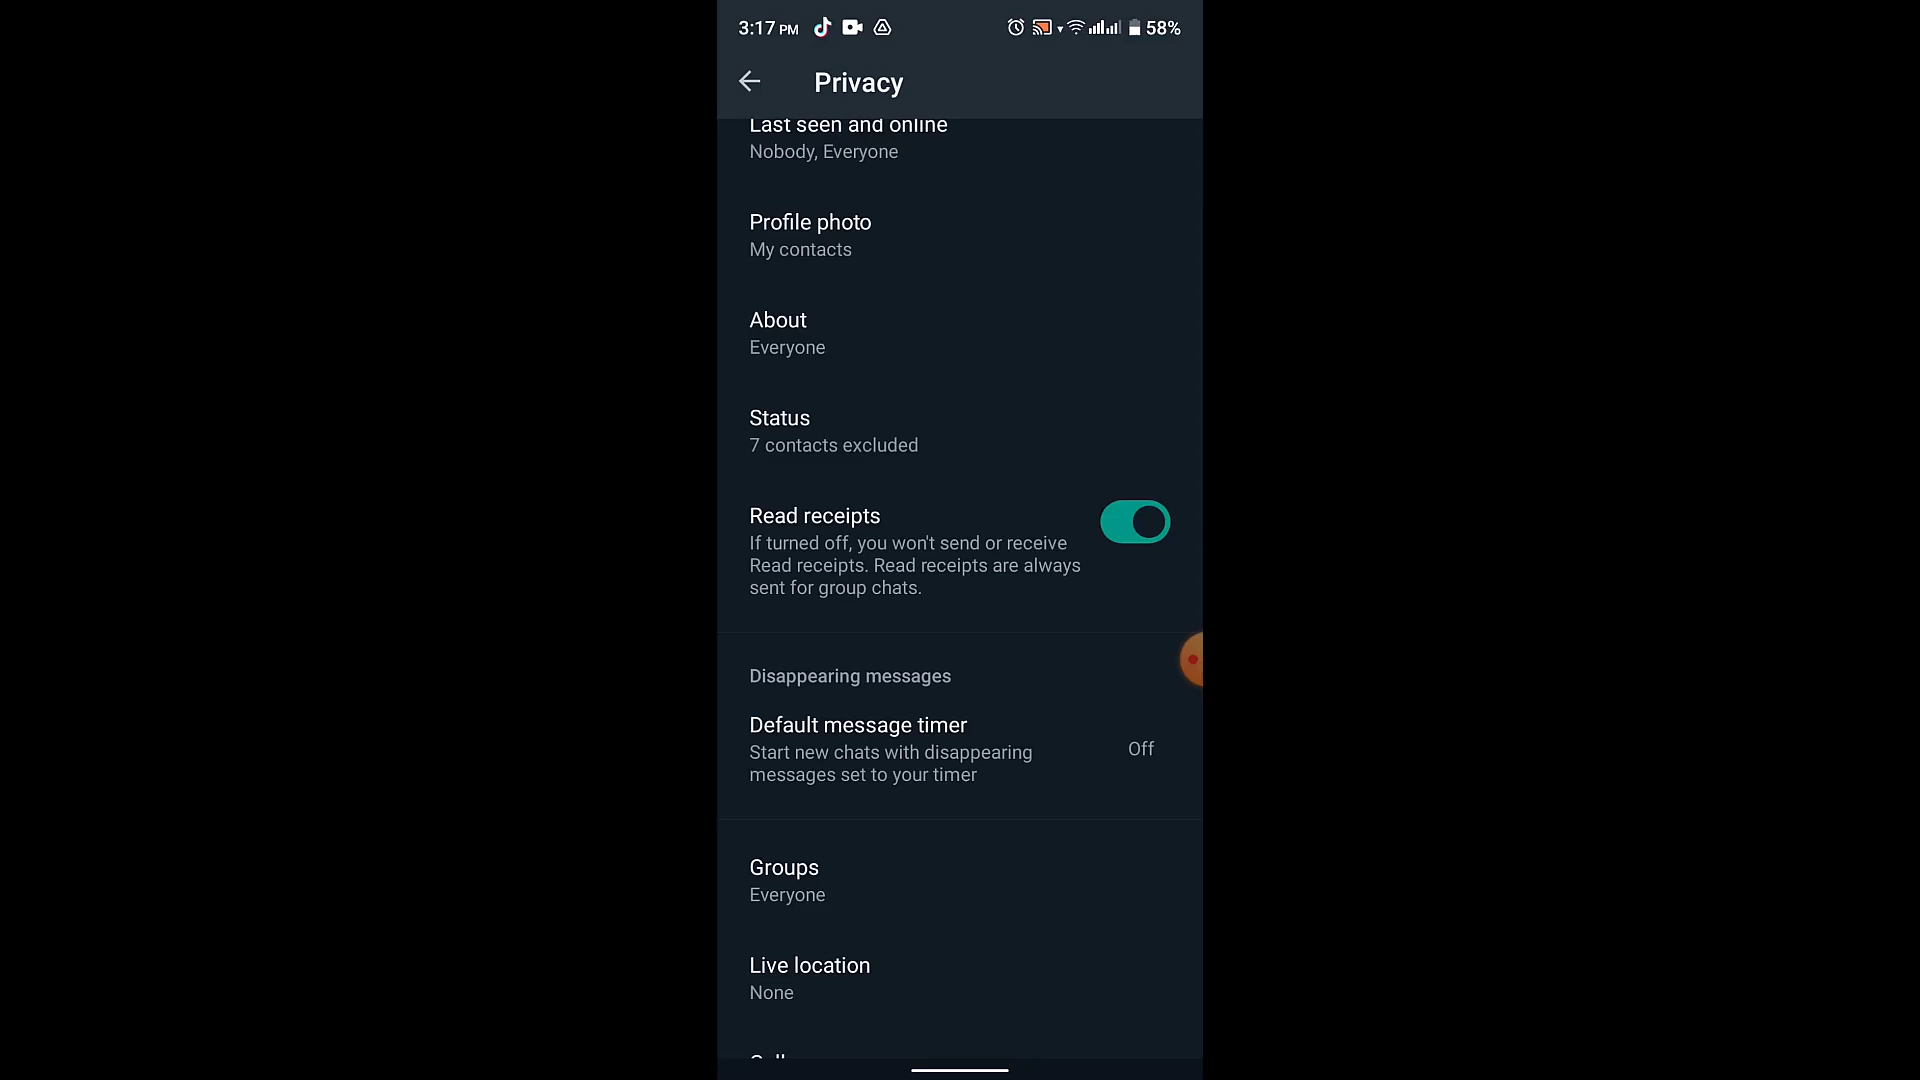 3:17 PM
58%
Privacy
Last seen and online
Nobody, Everyone
Profile photo
My contacts
About
Everyone
Status
7 contacts excluded
Read receipts
If turned off, you won't send or receive
Read receipts. Read receipts are always
sent for group chats.
Disappearing messages
Default message timer
Start new chats with disappearing
messages set to your timer
Off
Groups
Everyone
Live location
None